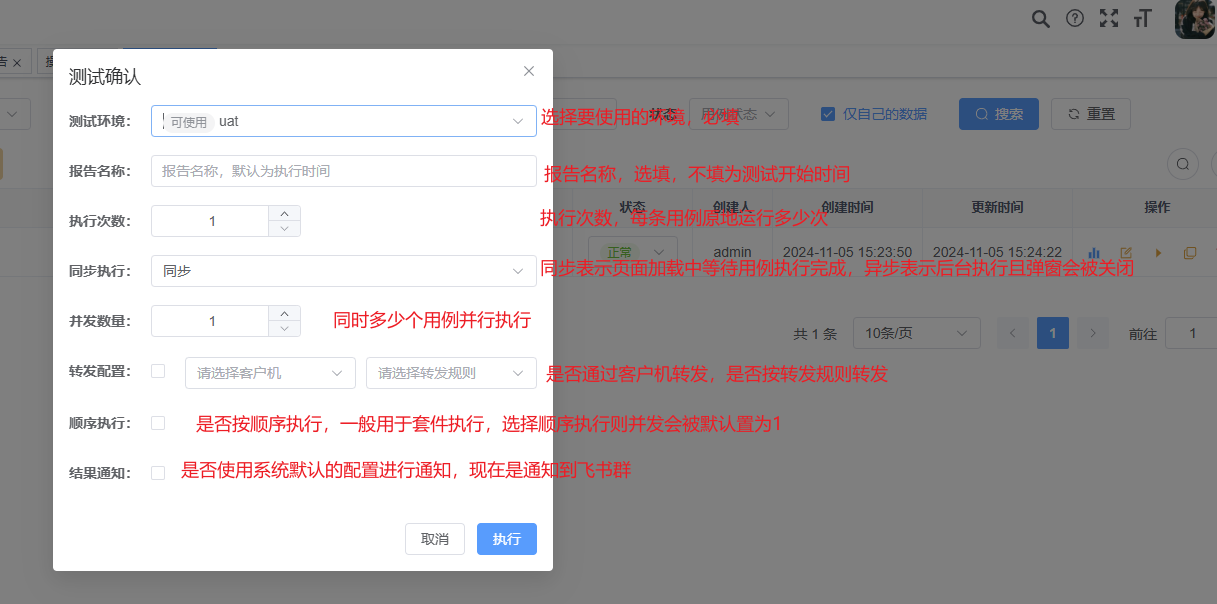 告 ×
测试确认
测试环境： 可使用 uat 选择要使用的环境，必填
状态 用例状态 仅自己的数据 搜索 重置
报告名称： 报告名称，默认为执行时间 报告名称，选填，不填为测试开始时间
状态 创建人 创建时间 更新时间 操作
执行次数： 1 执行次数，每条用例原地运行多少次
正常 admin 2024-11-05 15:23:50 2024-11-05 15:24:22
同步执行： 同步 同步表示页面加载中等待用例执行完成，异步表示后台执行且弹窗会被关闭
并发数量： 1 同时多少个用例并行执行
共 1 条 10条/页 1 前往 1
转发配置： 请选择客户机 请选择转发规则 是否通过客户机转发，是否按转发规则转发
顺序执行： 是否按顺序执行，一般用于套件执行，选择顺序执行则并发会被默认置为1
结果通知： 是否使用系统默认的配置进行通知，现在是通知到飞书群
取消 执行